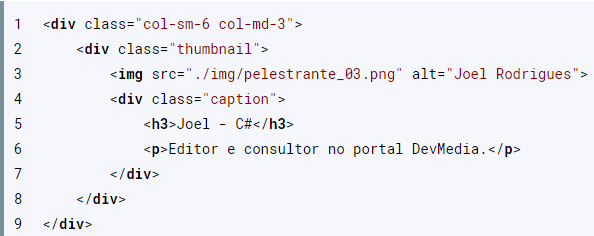 1 <div class="col-sm-6 col-md-3">
2 <div class="thumbnail">
3 <img src="./img/pelestrante_03.png" alt="Joel Rodrigues">
4 <div class="caption">
5 <h3>Joel - C#</h3>
6 <p>Editor e consultor no portal DevMedia.</p>
7 </div>
8 </div>
9 </div>